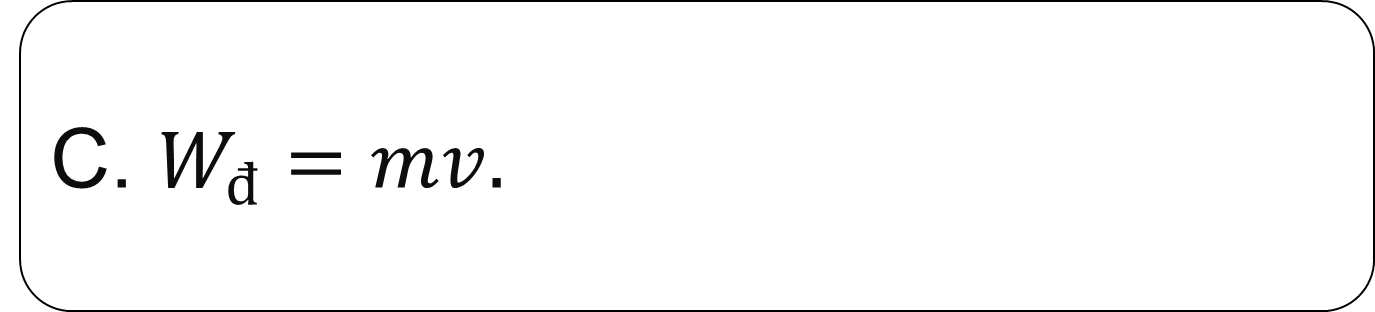 C. 𝑊đ = 𝑚𝑣.